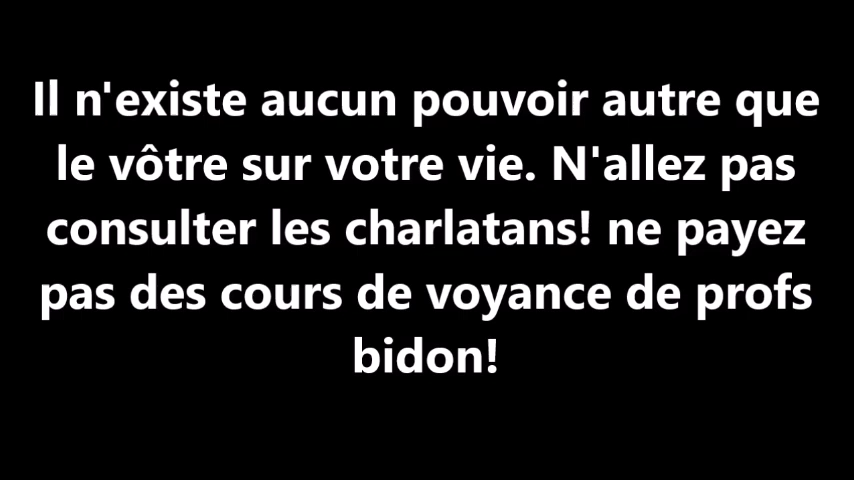 Il n'existe aucun pouvoir autre que
le vôtre sur votre vie. N'allez pas
consulter les charlatans! ne payez
pas des cours de voyance de profs
bidon!